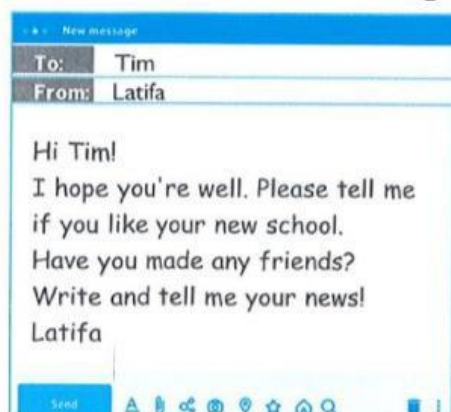 New message
To: Tim
From: Latifa
Hi Tim!
I hope you're well. Please tell me
if you like your new school.
Have you made any friends?
Write and tell me your news!
Latifa
Send